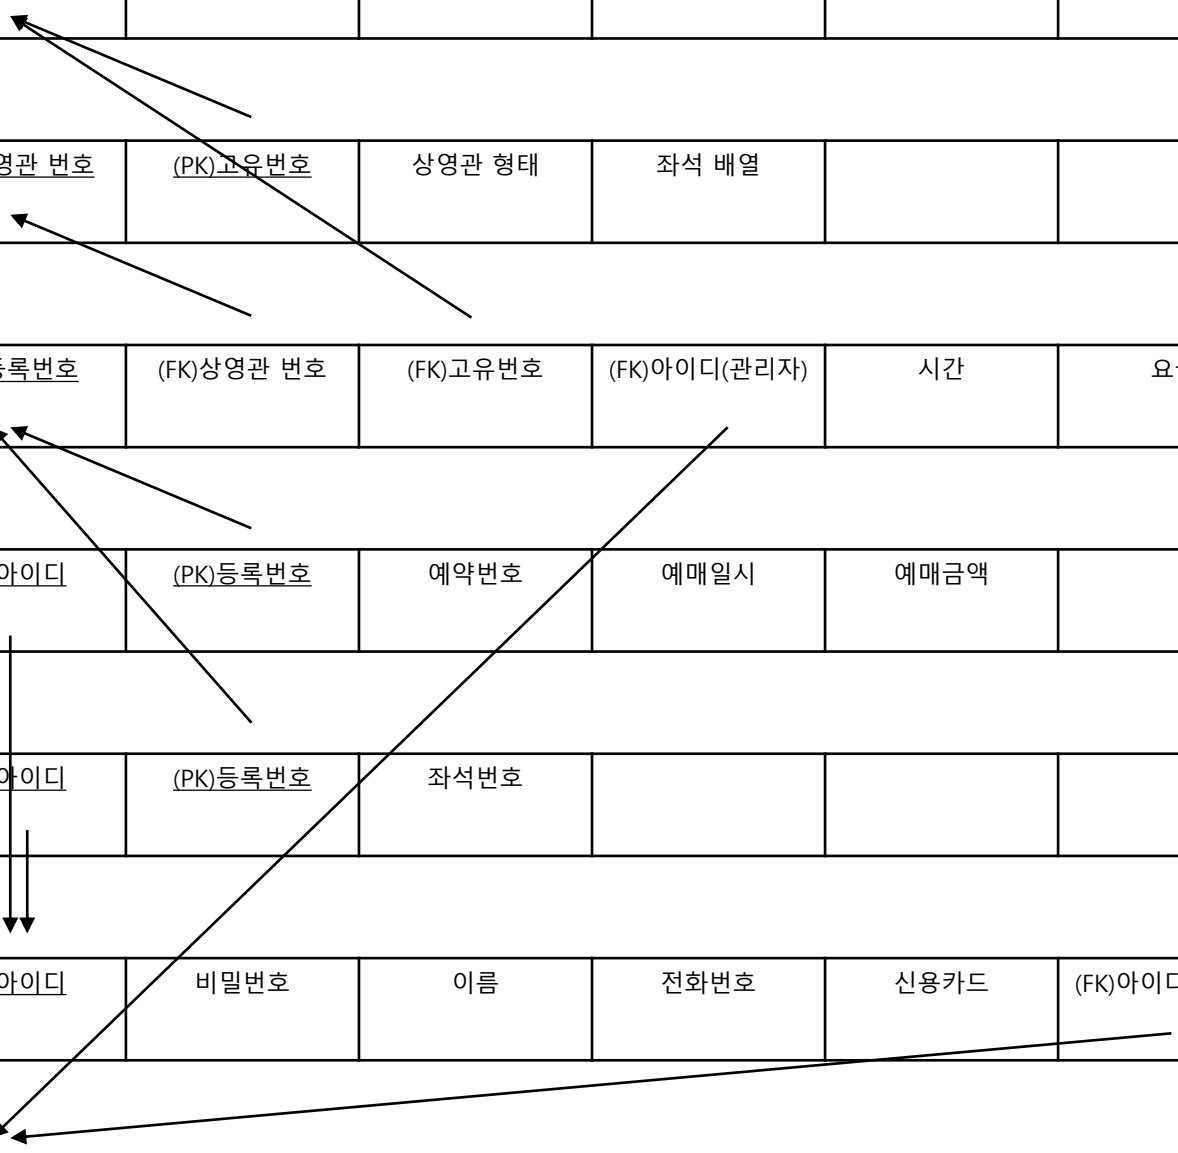 영관 번호 (PK)고유번호 상영관 형태 좌석 배열
등록번호 (FK)상영관 번호 (FK)고유번호 (FK)아이디(관리자) 시간
아이디 (PK)등록번호 예약번호 예매일시 예매금액
아이디 (PK)등록번호 좌석번호
아이디 비밀번호 이름 전화번호 신용카드 (FK)아이디